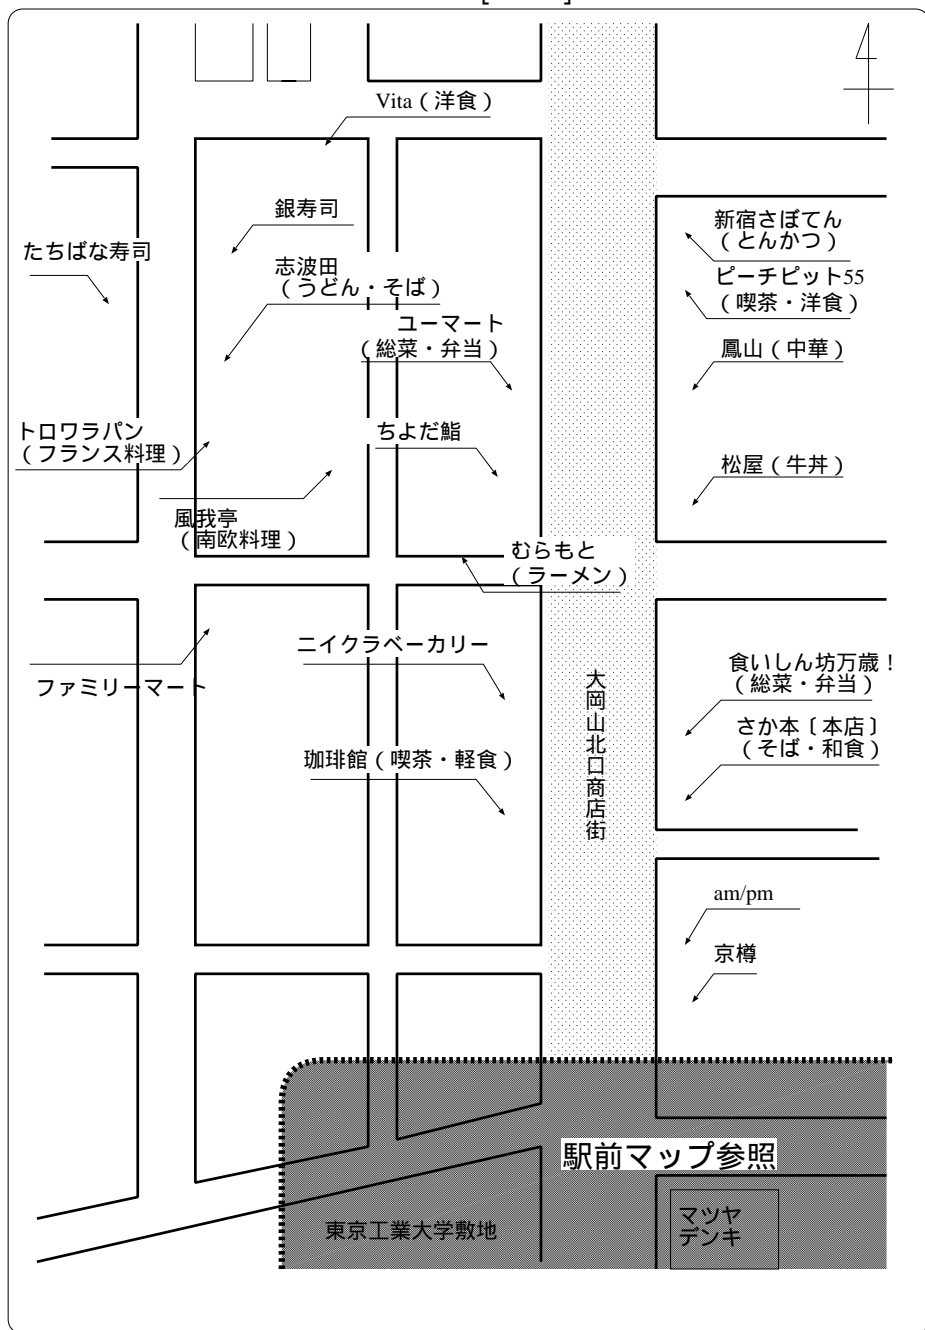 Vita（洋食）
銀寿司
新宿さぼてん
（とんかつ）
たちばな寿司
志波田
（うどん・そば）
ピーチピット55
（喫茶・洋食）
ユーマート
（総菜・弁当）
鳳山（中華）
トロワラパン
（フランス料理）
ちよだ鮨
松屋（牛丼）
風我亭
（南欧料理）
むらもと
（ラーメン）
ニイクラベーカリー
食いしん坊万歳！
（総菜・弁当）
ファミリーマート
大岡山北口商店街
さか本〔本店〕
（そば・和食）
珈琲館（喫茶・軽食）
am/pm
京樽
駅前マップ参照
東京工業大学敷地
マツヤ
デンキ